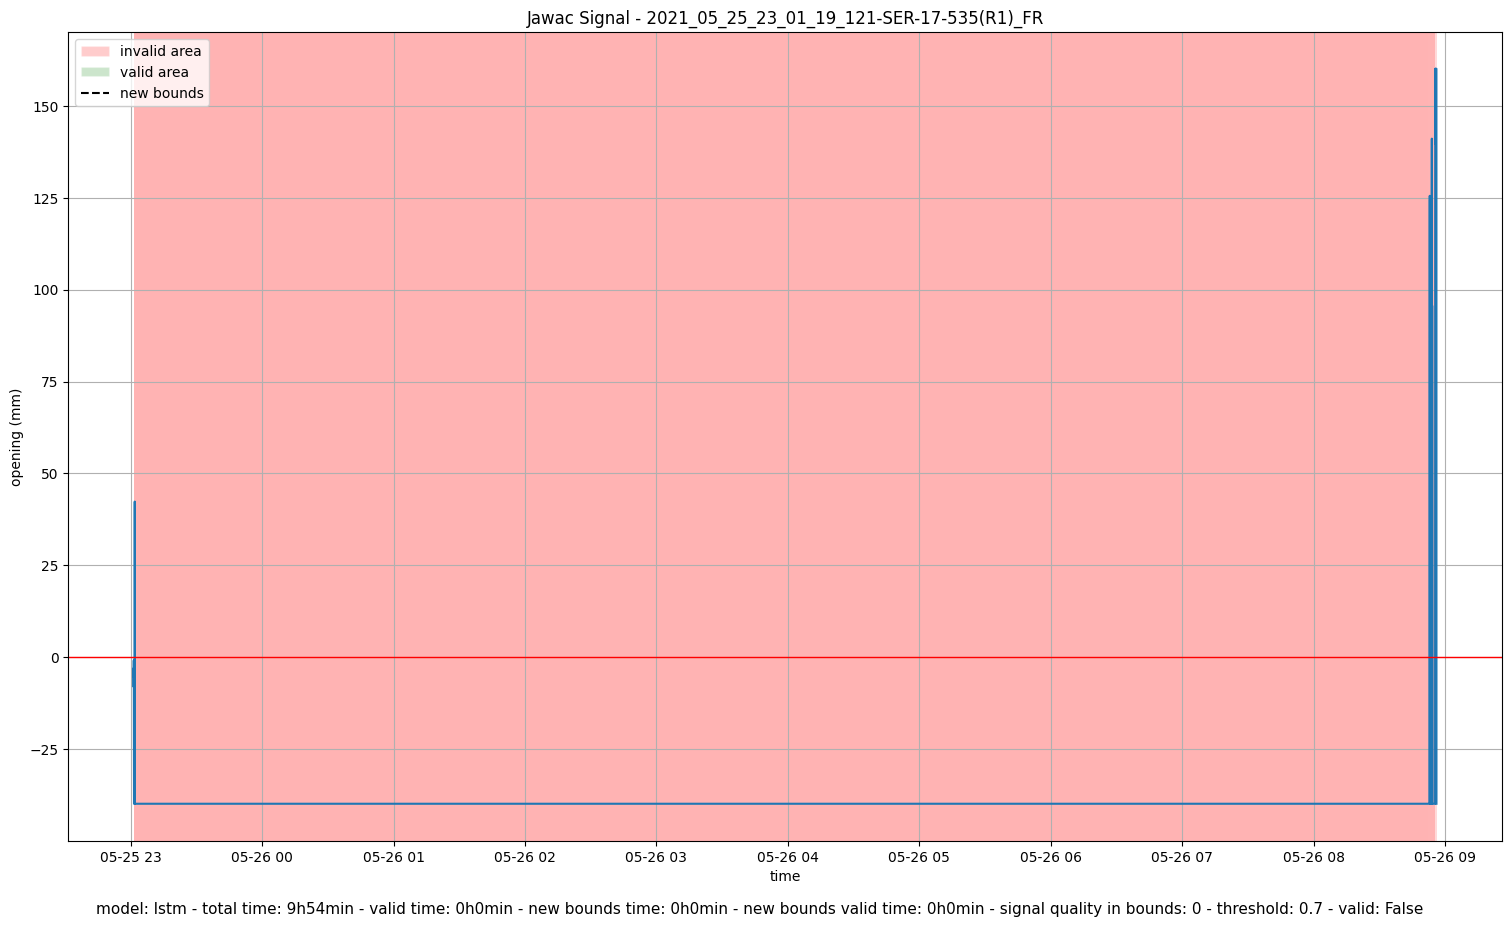 Jawac Signal - 2021_05_25_23_01_19_121-SER-17-535(R1)_FR
invalid area
valid area
new bounds
150
125
100
75
50
25
0
−25
opening (mm)
05-25 23
05-26 00
05-26 01
05-26 02
05-26 03
05-26 04
05-26 05
05-26 06
05-26 07
05-26 08
05-26 09
time
model: lstm - total time: 9h54min - valid time: 0h0min - new bounds time: 0h0min - new bounds valid time: 0h0min - signal quality in bounds: 0 - threshold: 0.7 - valid: False